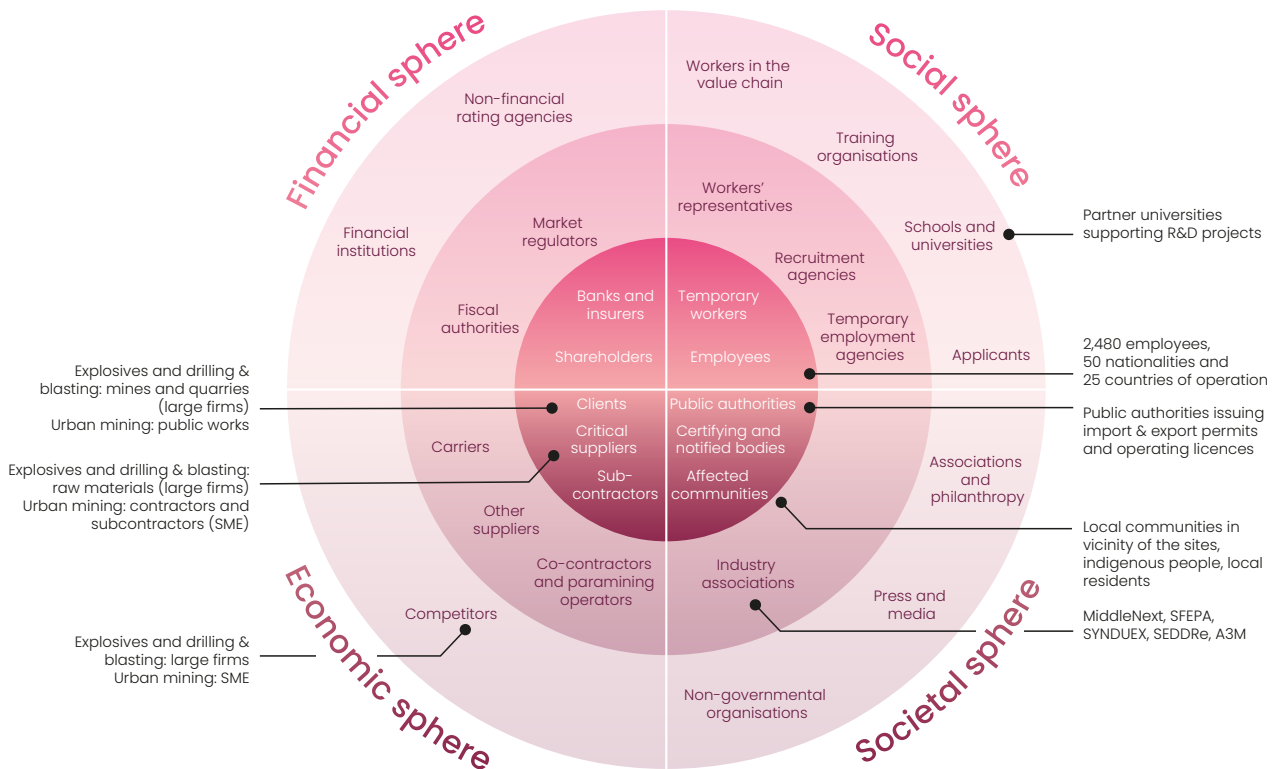 Financial sphere
Non-financial
rating agencies
Financial
institutions
Market
regulators
Fiscal
authorities
Banks and
insurers
Shareholders
Social sphere
Workers in the
value chain
Training
organisations
Schools and
universities
Applicants
Workers’
representatives
Recruitment
agencies
Temporary
employment
agencies
Temporary
workers
Employees
Partner universities
supporting R&D projects
2,480 employees,
50 nationalities and
25 countries of operation
Economic sphere
Clients
Critical
suppliers
Sub-
contractors
Carriers
Other
suppliers
Co-contractors
and paramining
operators
Competitors
Explosives and drilling &
blasting: mines and quarries
(large firms)
Urban mining: public works
Explosives and drilling & blasting:
raw materials (large firms)
Urban mining: contractors and
subcontractors (SME)
Explosives and drilling &
blasting: large firms
Urban mining: SME
Societal sphere
Public authorities
Certifying and
notified bodies
Affected
communities
Industry
associations
Associations
and
philanthropy
Press and
media
Non-governmental
organisations
Public authorities issuing
import & export permits
and operating licences
Local communities in
vicinity of the sites,
indigenous people, local
residents
MiddleNext, SFEPA,
SYNDUEX, SEDDRe, A3M